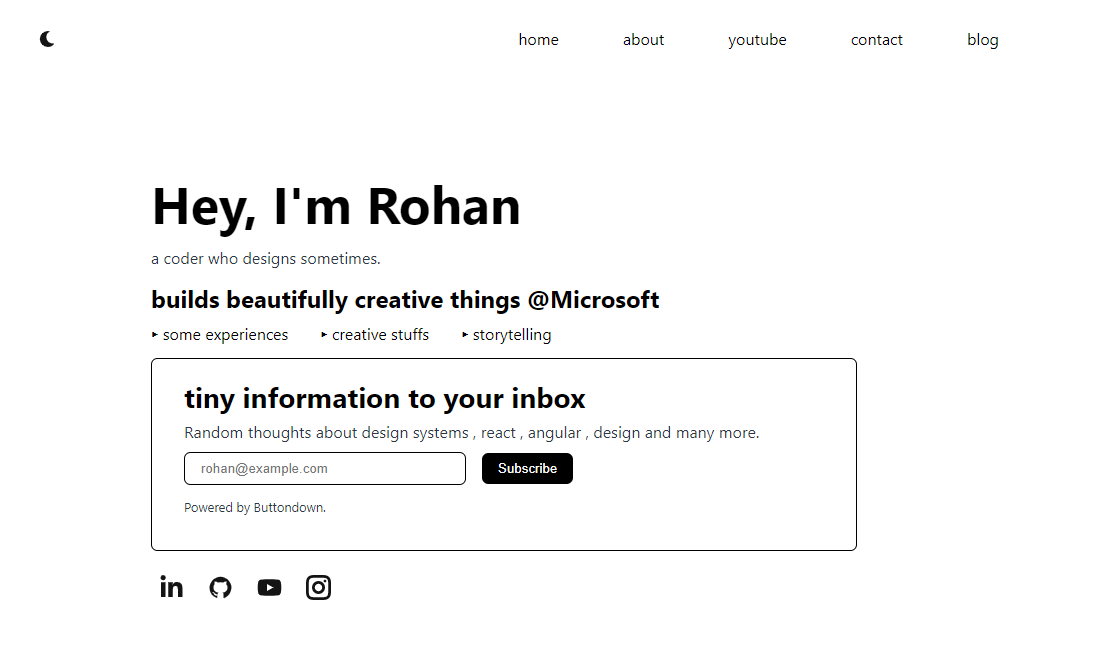 home about youtube contact blog
Hey, I'm Rohan
a coder who designs sometimes.
builds beautifully creative things @Microsoft
‣ some experiences ‣ creative stuffs ‣ storytelling
tiny information to your inbox
Random thoughts about design systems , react , angular , design and many more.
rohan@example.com Subscribe
Powered by Buttondown.
in